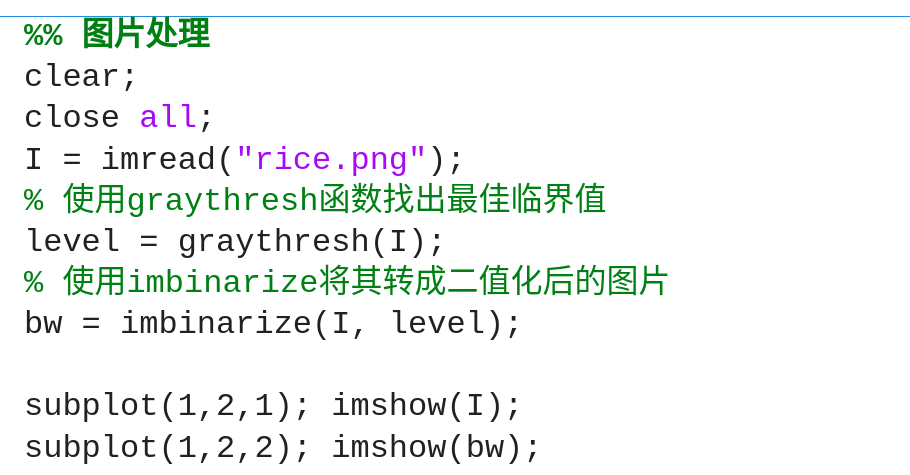 %% 图片处理
clear;
close all;
I = imread("rice.png");
% 使用graythresh函数找出最佳临界值
level = graythresh(I);
% 使用imbinarize将其转成二值化后的图片
bw = imbinarize(I, level);
subplot(1,2,1); imshow(I);
subplot(1,2,2); imshow(bw);